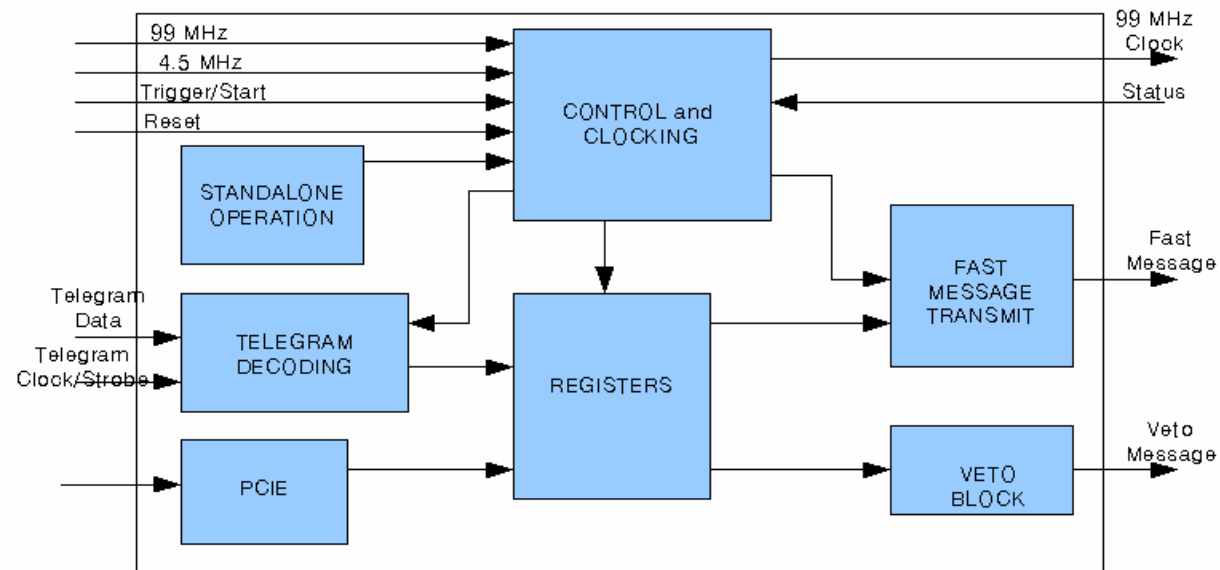 99 MHz
4.5 MHz
Trigger/Start
Reset
99 MHz
Clock
Status
CONTROL and
CLOCKING
STANDALONE
OPERATION
FAST
MESSAGE
TRANSMIT
Fast
Message
Telegram
Data
Telegram
Clock/Strobe
TELEGRAM
DECODING
REGISTERS
PCIE
VETO
BLOCK
Veto
Message